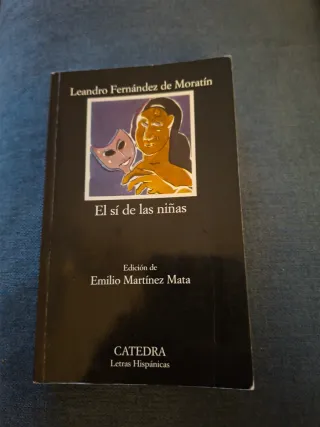 Leandro Fernández de Moratín
El sí de las niñas
Edición de
Emilio Martínez Mata
CATEDRA
Letras Hispánicas